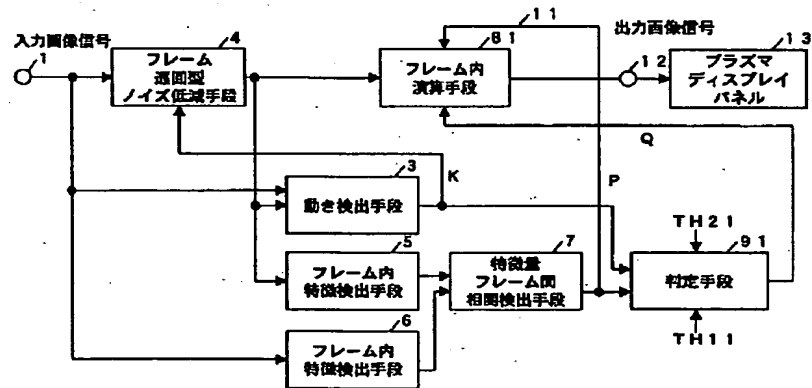 入力画像信号
1
4
フレーム
巡回型
ノイズ低減手段
11
81
フレーム内
演算手段
出力画像信号
12
13
プラズマ
ディスプレイ
パネル
Q
K
P
3
動き検出手段
TH21
5
フレーム内
特徴検出手段
7
特徴量
フレーム間
相関検出手段
91
判定手段
6
フレーム内
特徴検出手段
TH11